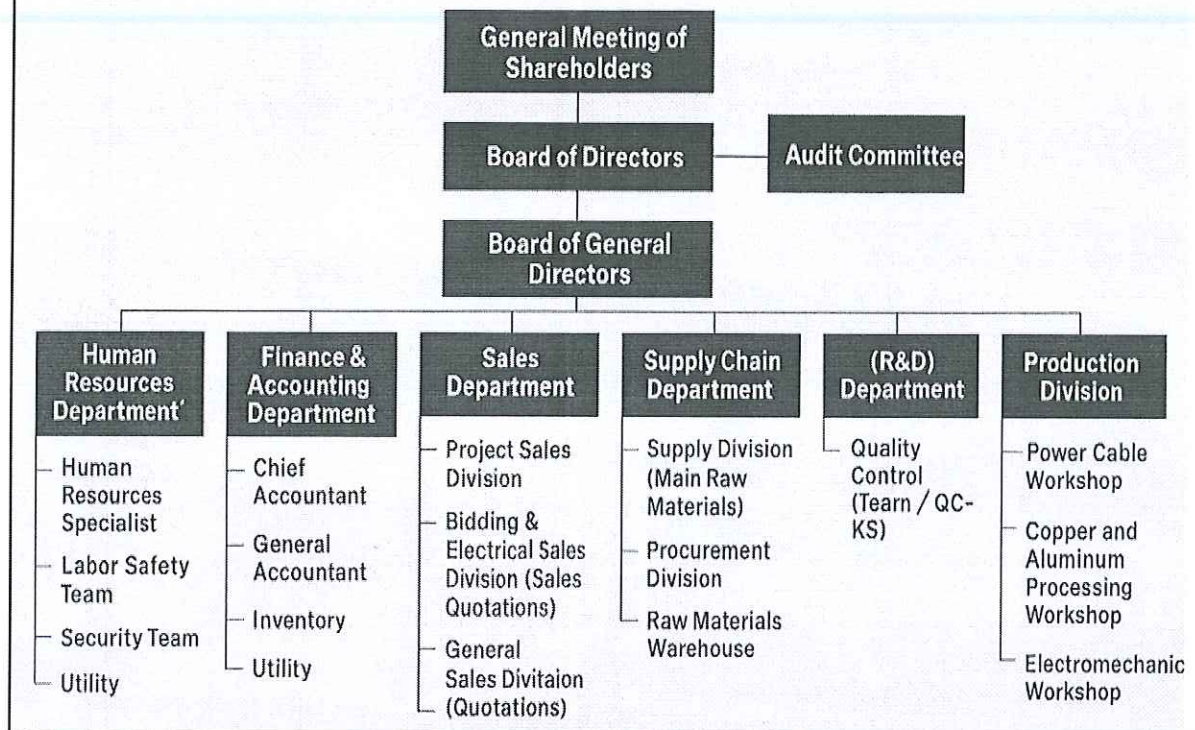 General Meeting of
Shareholders
Board of Directors
Audit Committee
Board of General
Directors
Human
Resources
Department'
Human
Resources
Specialist
Labor Safety
Team
Security Team
Utility
Finance &
Accounting
Department
Chief
Accountant
General
Accountant
Inventory
Utility
Sales
Department
Project Sales
Division
Bidding &
Electrical Sales
Division (Sales
Quotations)
General
Sales Divitaion
(Quotations)
Supply Chain
Department
Supply Division
(Main Raw
Materials)
Procurement
Division
Raw Materials
Warehouse
(R&D)
Department
Quality
Control
(Tearn / QC-
KS)
Production
Division
Power Cable
Workshop
Copper and
Aluminum
Processing
Workshop
Electromechanic
Workshop